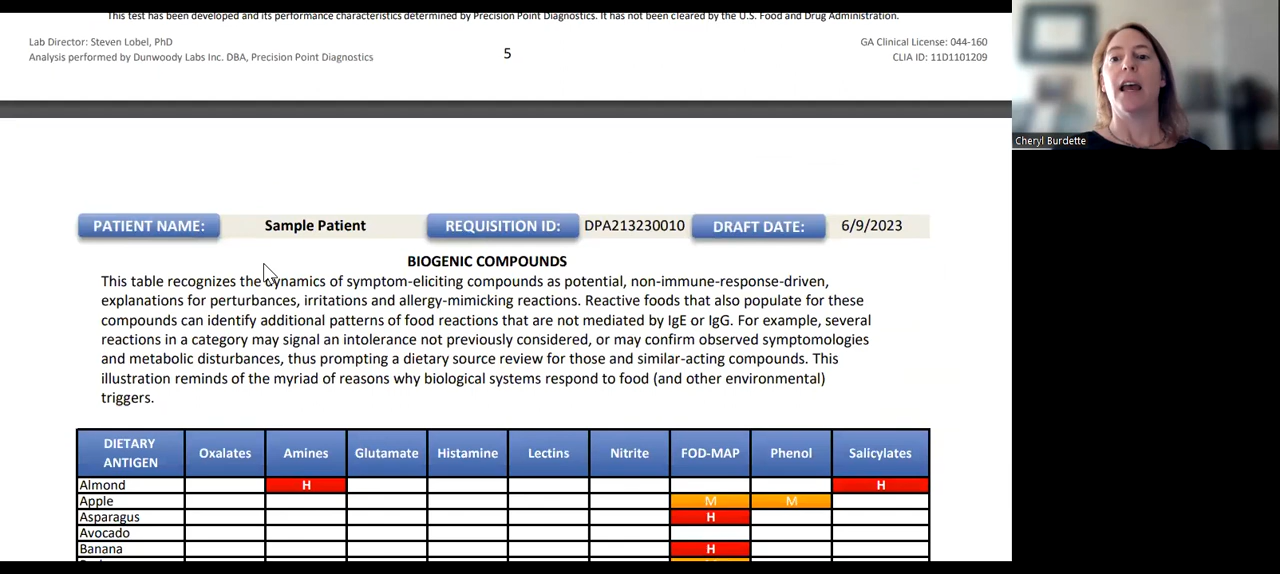 This test has been developed and its performance characteristics determined by Precision Point Diagnostics. It has not been cleared by the U.S. Food and Drug Administration.
Lab Director: Steven Lobel, PhD
GA Clinical License: 044-160
Analysis performed by Dunwoody Labs Inc. DBA, Precision Point Diagnostics
5
CLIA ID: 11D1101209
Cheryl Burdette
PATIENT NAME: Sample Patient REQUISITION ID: DPA213230010 DRAFT DATE: 6/9/2023
BIOGENIC COMPOUNDS
This table recognizes the dynamics of symptom-eliciting compounds as potential, non-immune-response-driven,
explanations for perturbances, irritations and allergy-mimicking reactions. Reactive foods that also populate for these
compounds can identify additional patterns of food reactions that are not mediated by IgE or IgG. For example, several
reactions in a category may signal an intolerance not previously considered, or may confirm observed symptomologies
and metabolic disturbances, thus prompting a dietary source review for those and similar-acting compounds. This
illustration reminds of the myriad of reasons why biological systems respond to food (and other environmental)
triggers.
DIETARY ANTIGEN Oxalates Amines Glutamate Histamine Lectins Nitrite FOD-MAP Phenol Salicylates
Almond H H
Apple M M
Asparagus H
Avocado
Banana H